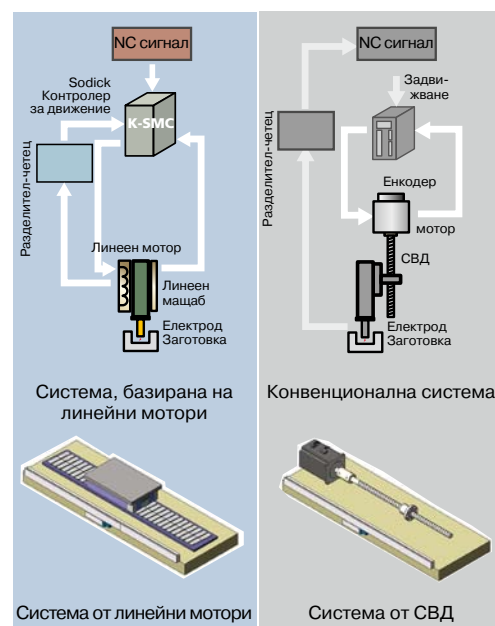 NC сигнал
Sodick
Контролер
за движение
K-SMC
Разделител-четец
Линеен мотор
Линеен
мащаб
Електрод
Заготовка
Система, базирана на
линейни мотори
Система от линейни мотори
NC сигнал
Задви-
жване
Разделител-четец
Енкодер
мотор
СВД
Електрод
Заготовка
Конвенционална система
Система от СВД